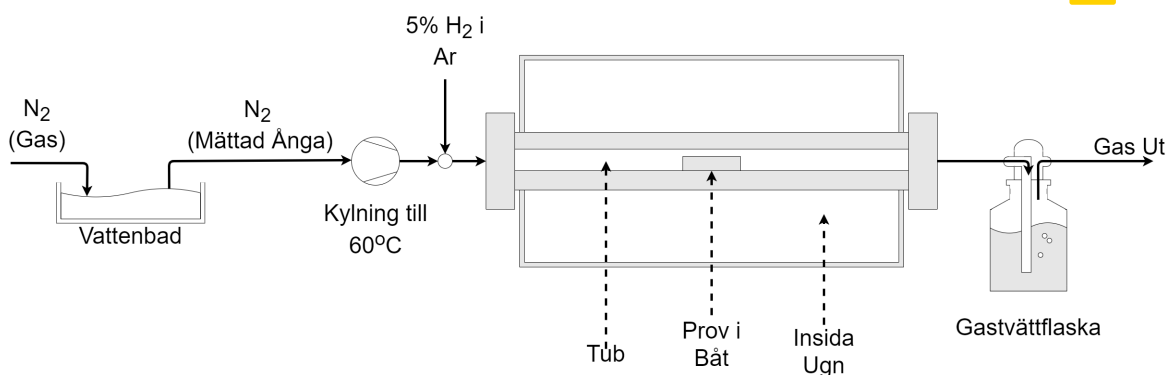 5% H2 i
Ar
N2
(Gas)
N2
(Mättad Ånga)
Gas Ut
Vattenbad
Kylning till
60°C
Gastvättflaska
Tub
Prov i
Båt
Insida
Ugn